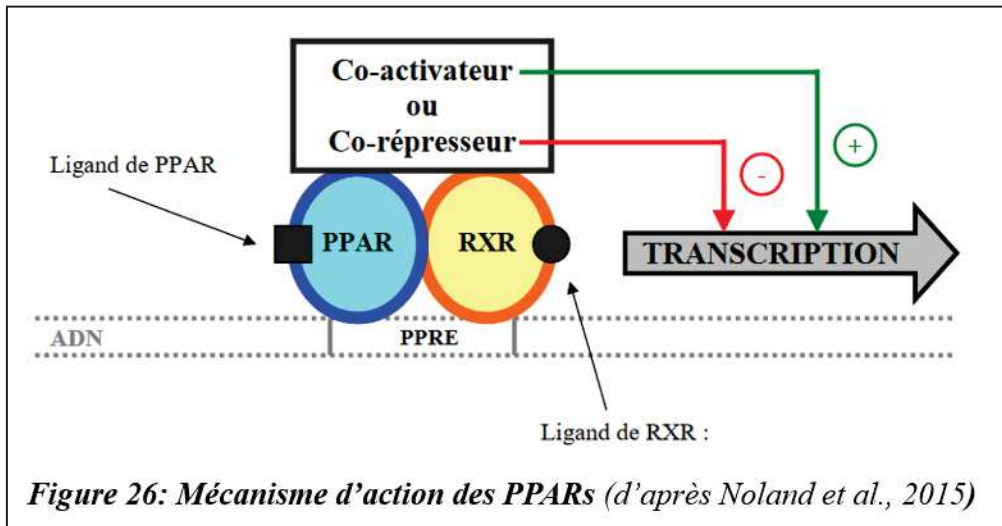 Co-activateur
ou
Co-répresseur
Ligand de PPAR
-
+
PPAR
RXR
TRANSCRIPTION
ADN
PPRE
Ligand de RXR :
Figure 26: Mécanisme d'action des PPARs (d'après Noland et al., 2015)